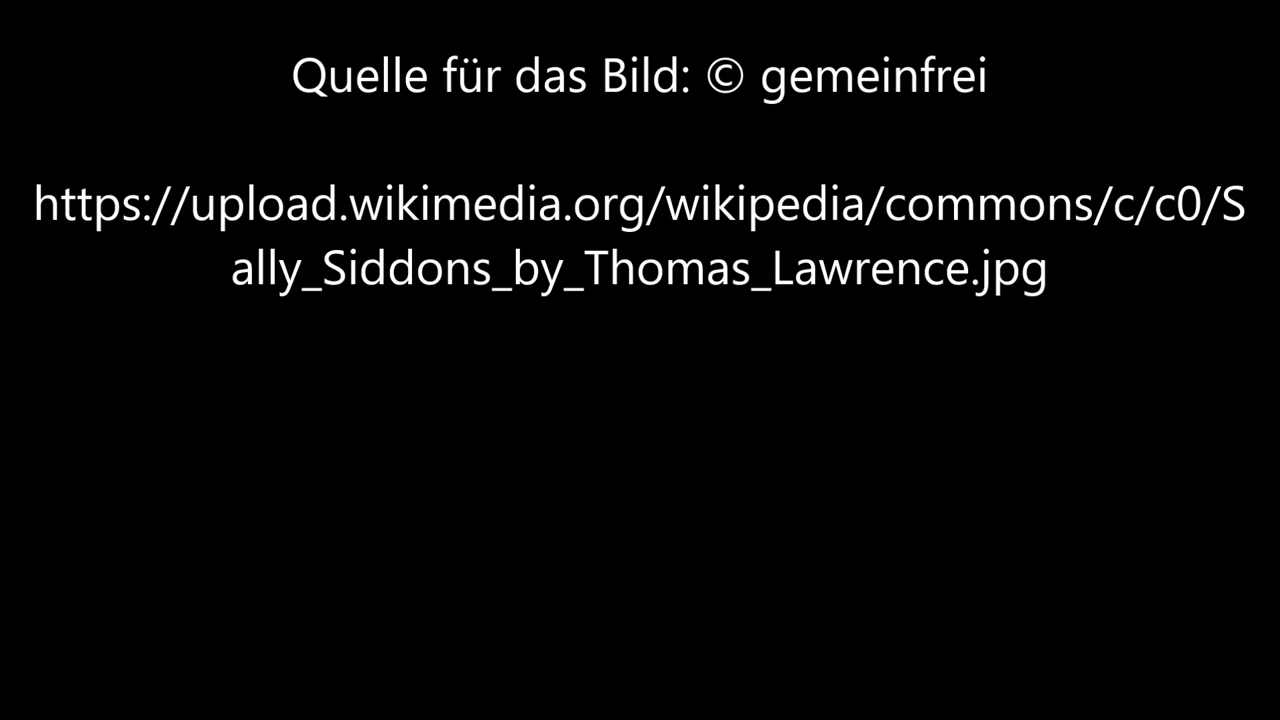 Quelle für das Bild: © gemeinfrei
https://upload.wikimedia.org/wikipedia/commons/c/c0/S
ally_Siddons_by_Thomas_Lawrence.jpg